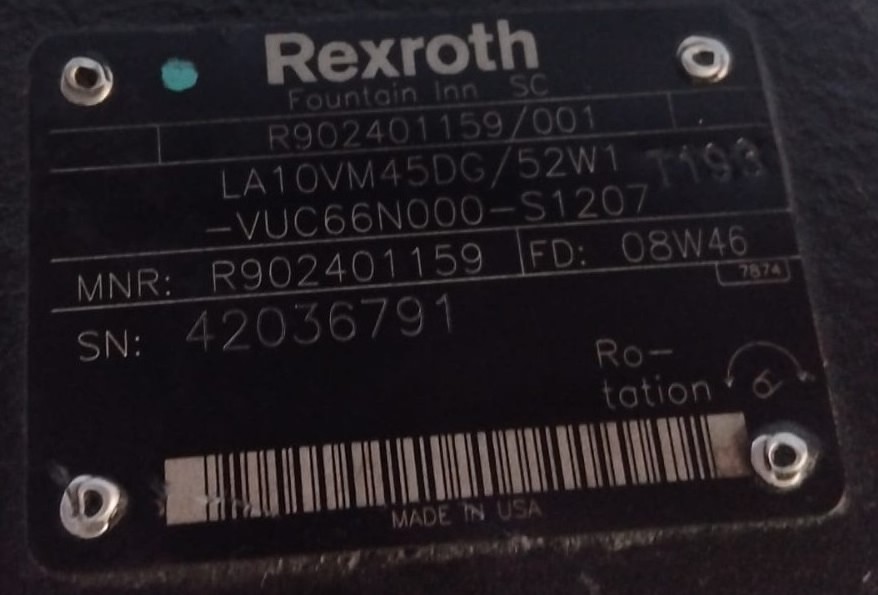 Rexroth
Fountain Inn SC
R902401159/001
LA10VM45DG/52W1 T193
-VUC66N000-S1207
MNR: R902401159 FD: 08W46
7874
SN: 42036791
Ro-
tation
MADE IN USA